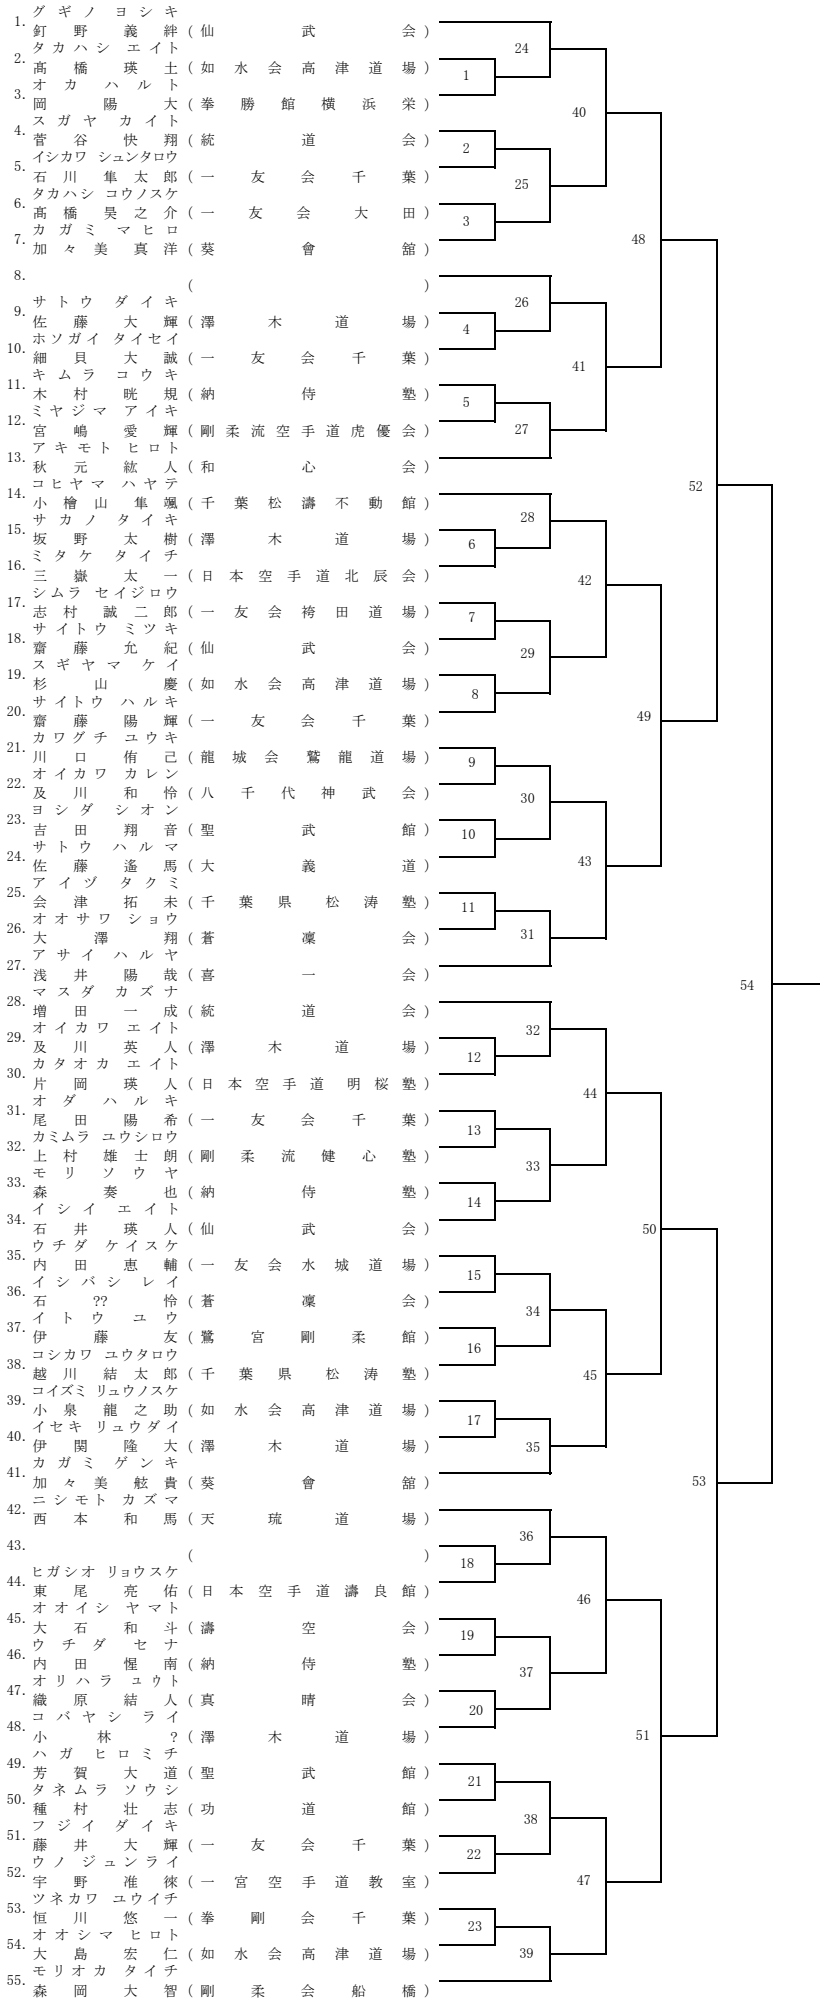 グギノ ヨシキ
1. 釘野義絆(仙武会)
タカハシ エイト
2. 髙橋瑛士(如水会高津道場)
オカ ハルト
3. 岡陽大(拳勝館横浜栄)
スガヤ カイト
4. 菅谷快翔(統道会)
イシカワ シュンタロウ
5. 石川隼太郎(一友会千葉)
タカハシ コウノスケ
6. 髙橋昊之介(一友会大田)
カガミ マヒロ
7. 加々美真洋(葵會舘)
8. ( )
サトウ ダイキ
9. 佐藤大輝(澤木道場)
ホソガイ タイセイ
10. 細貝大誠(一友会千葉)
キムラ コウキ
11. 木村晄規(納侍塾)
ミヤジマ アイキ
12. 宮嶋愛輝(剛柔流空手道虎優会)
アキモト ヒロト
13. 秋元紘人(和心会)
コヒヤマ ハヤテ
14. 小檜山隼颯(千葉松濤不動館)
サカノ タイキ
15. 坂野太樹(澤木道場)
ミタケ タイチ
16. 三嶽太一(日本空手道北辰会)
シムラ セイジロウ
17. 志村誠二郎(一友会袴田道場)
サイトウ ミツキ
18. 齋藤允紀(仙武会)
スギヤマ ケイ
19. 杉山慶(如水会高津道場)
サイトウ ハルキ
20. 齋藤陽輝(一友会千葉)
カワグチ ユウキ
21. 川口侑己(龍城会鷲龍道場)
オイカワ カレン
22. 及川和怜(八千代神武会)
ヨシダ シオン
23. 吉田翔音(聖武館)
サトウ ハルマ
24. 佐藤遙馬(大義道)
アイヅ タクミ
25. 会津拓未(千葉県松涛塾)
オオサワ ショウ
26. 大澤翔(蒼凜会)
アサイ ハルヤ
27. 浅井陽哉(喜一会)
マスダ カズナ
28. 増田一成(統道会)
オイカワ エイト
29. 及川英人(澤木道場)
カタオカ エイト
30. 片岡瑛人(日本空手道 明桜塾)
オダ ハルキ
31. 尾田陽希(一友会千葉)
カミムラ ユウシロウ
32. 上村雄士朗(剛柔流健心塾)
モリ ソウヤ
33. 森奏也(納侍塾)
イシイ エイト
34. 石井瑛人(仙武会)
ウチダ ケイスケ
35. 内田恵輔(一友会水城道場)
イシバシ レイ
36. 石??怜(蒼凜会)
イトウ ユウ
37. 伊藤友(鷺宮剛柔館)
コシカワ ユウタロウ
38. 越川結太郎(千葉県松涛塾)
コイズミ リュウノスケ
39. 小泉龍之助(如水会高津道場)
イセキ リュウダイ
40. 伊関隆大(澤木道場)
カガミ ゲンキ
41. 加々美舷貴(葵會舘)
ニシモト カズマ
42. 西本和馬(天琉道場)
43. ( )
ヒガシオ リョウスケ
44. 東尾亮佑(日本空手道濤良館)
オオイシ ヤマト
45. 大石和斗(濤空会)
ウチダ セナ
46. 内田惺南(納侍塾)
オリハラ ユウト
47. 織原結人(真晴会)
コバヤシ ライ
48. 小林?(澤木道場)
ハガ ヒロミチ
49. 芳賀大道(聖武館)
タネムラ ソウシ
50. 種村壮志(功道館)
フジイ ダイキ
51. 藤井大輝(一友会千葉)
ウノ ジュンライ
52. 宇野准徠(一宮空手道教室)
ツネカワ ユウイチ
53. 恒川悠一(拳剛会千葉)
オオシマ ヒロト
54. 大島宏仁(如水会高津道場)
モリオカ タイチ
55. 森岡大智(剛柔会船橋)
1
2
3
4
5
6
7
8
9
10
11
12
13
14
15
16
17
18
19
20
21
22
23
24
25
26
27
28
29
30
31
32
33
34
35
36
37
38
39
40
41
42
43
44
45
46
47
48
49
50
51
52
53
54